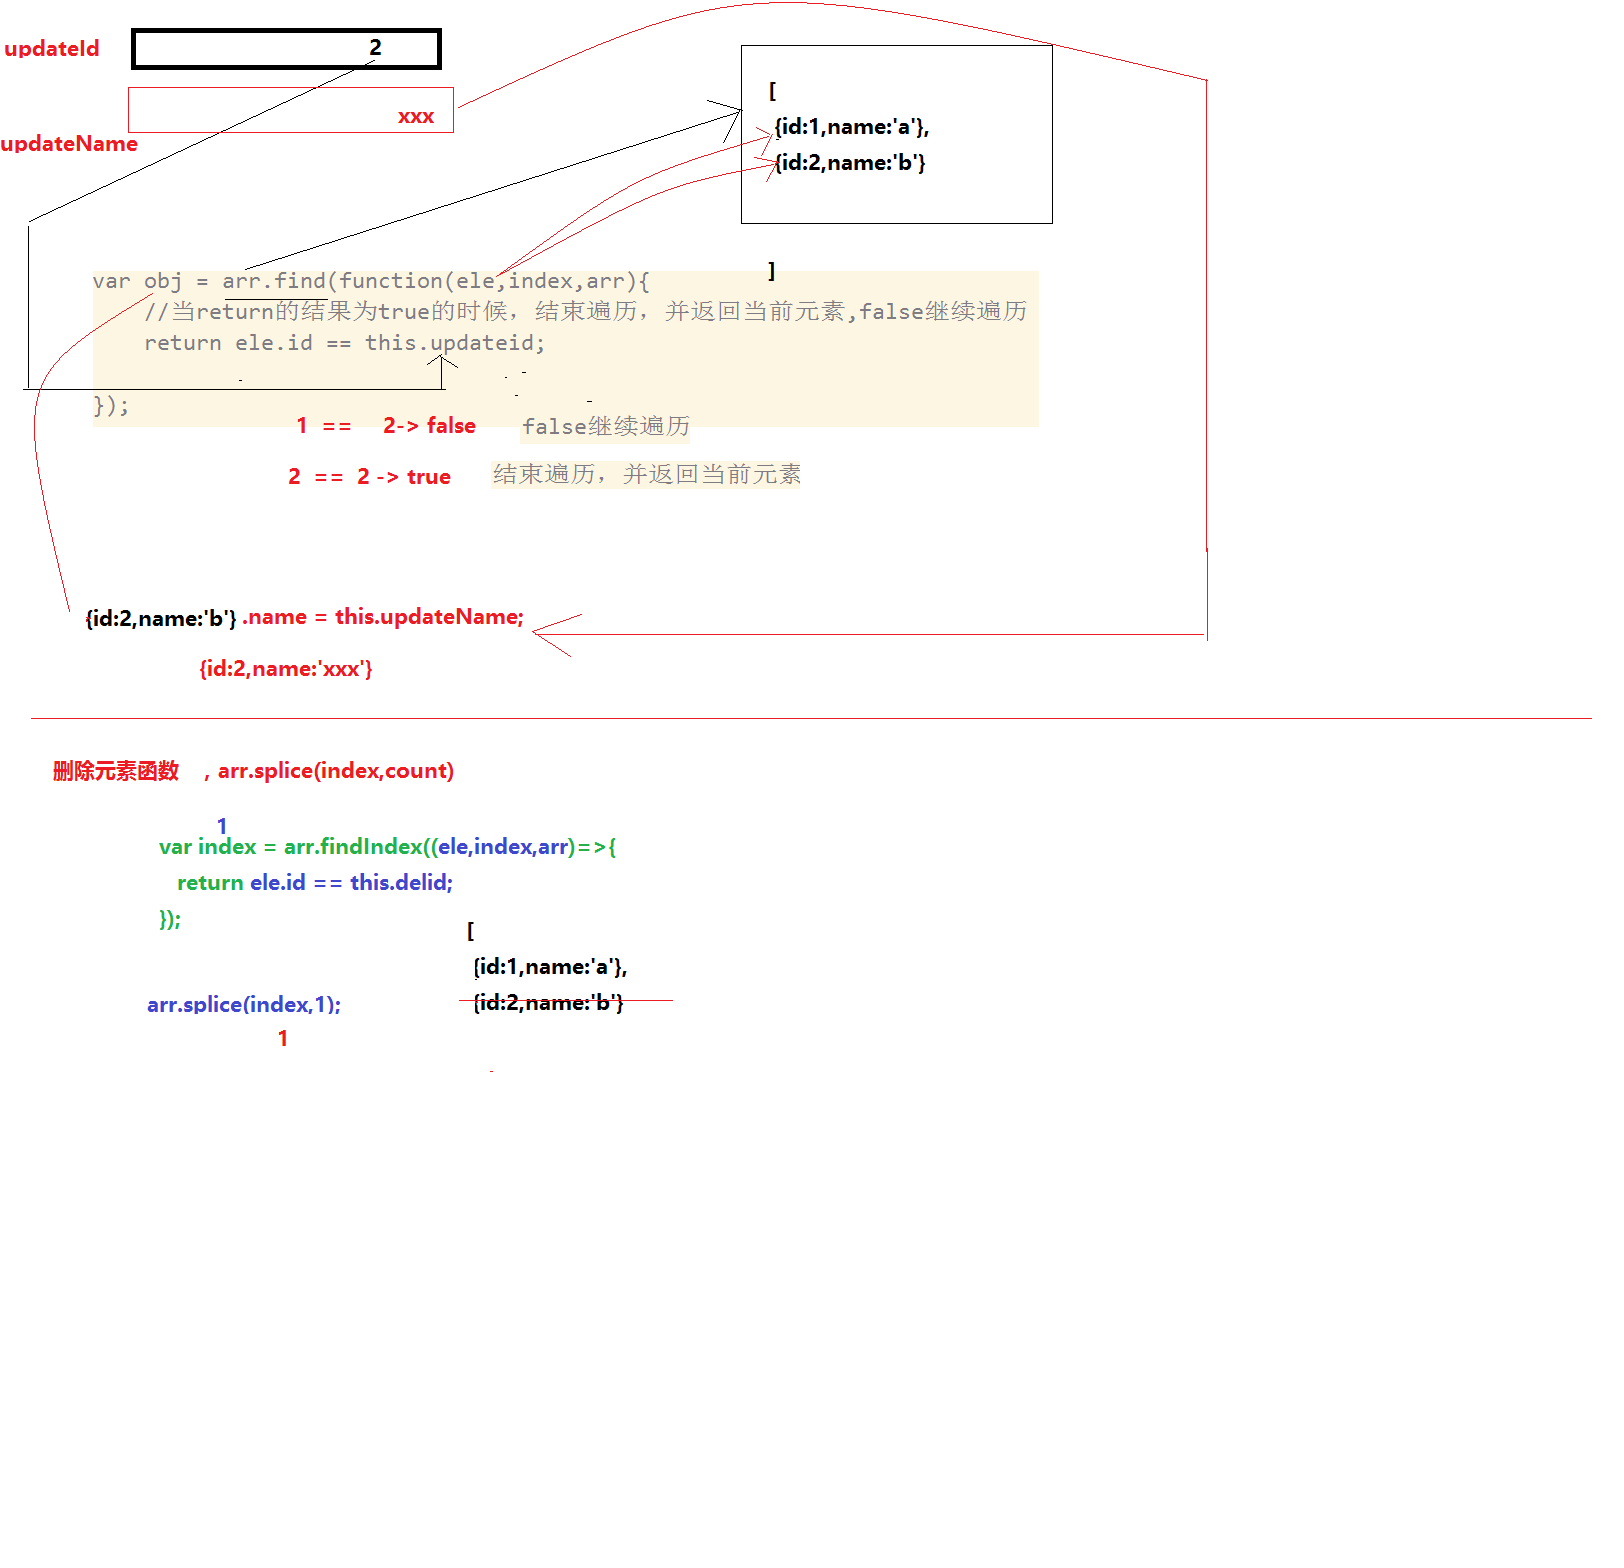 updateId
2
xxx
updateName
[
{id:1,name:'a'},
{id:2,name:'b'}
]
var obj = arr.find(function(ele,index,arr){
//当return的结果为true的时候，结束遍历，并返回当前元素,false继续遍历
return ele.id == this.updateid;
});
1 == 2-> false false继续遍历
2 == 2 -> true 结束遍历，并返回当前元素
{id:2,name:'b'} .name = this.updateName;
{id:2,name:'xxx'}
删除元素函数 , arr.splice(index,count)
1
var index = arr.findIndex((ele,index,arr)=>{
return ele.id == this.delid;
});
[
{id:1,name:'a'},
{id:2,name:'b'}
arr.splice(index,1);
1